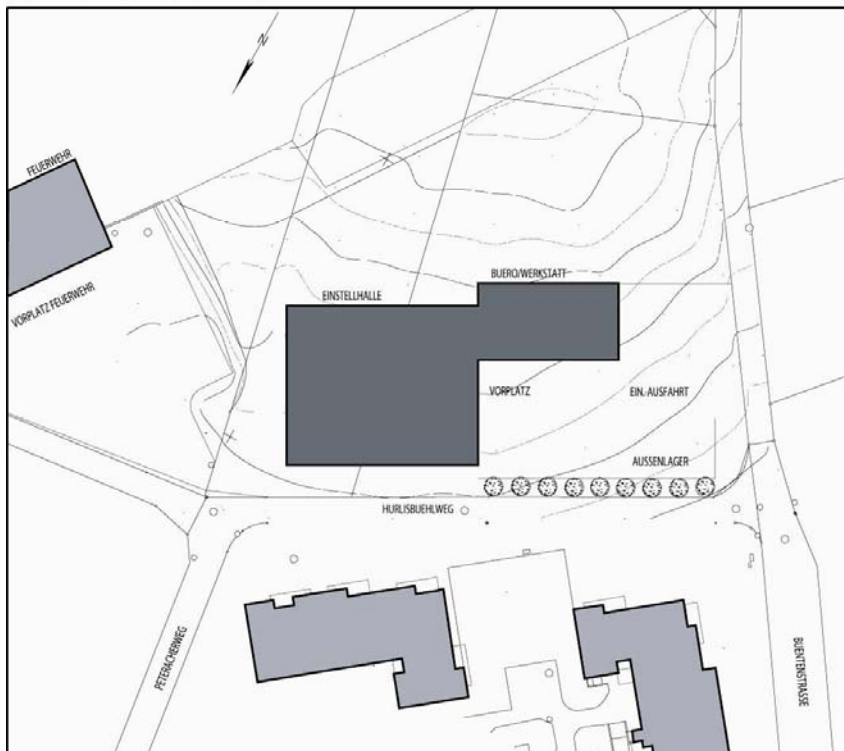 N
FEUERWEHR
VORPLATZ FEUERWEHR
BUERO/WERKSTATT
EINSTELLHALLE
VORPLATZ
EIN. AUSFAHRT
AUSSENLAGER
HURLISBUEHLWEG
PETERACHERWEG
BUENTENSTRASSE